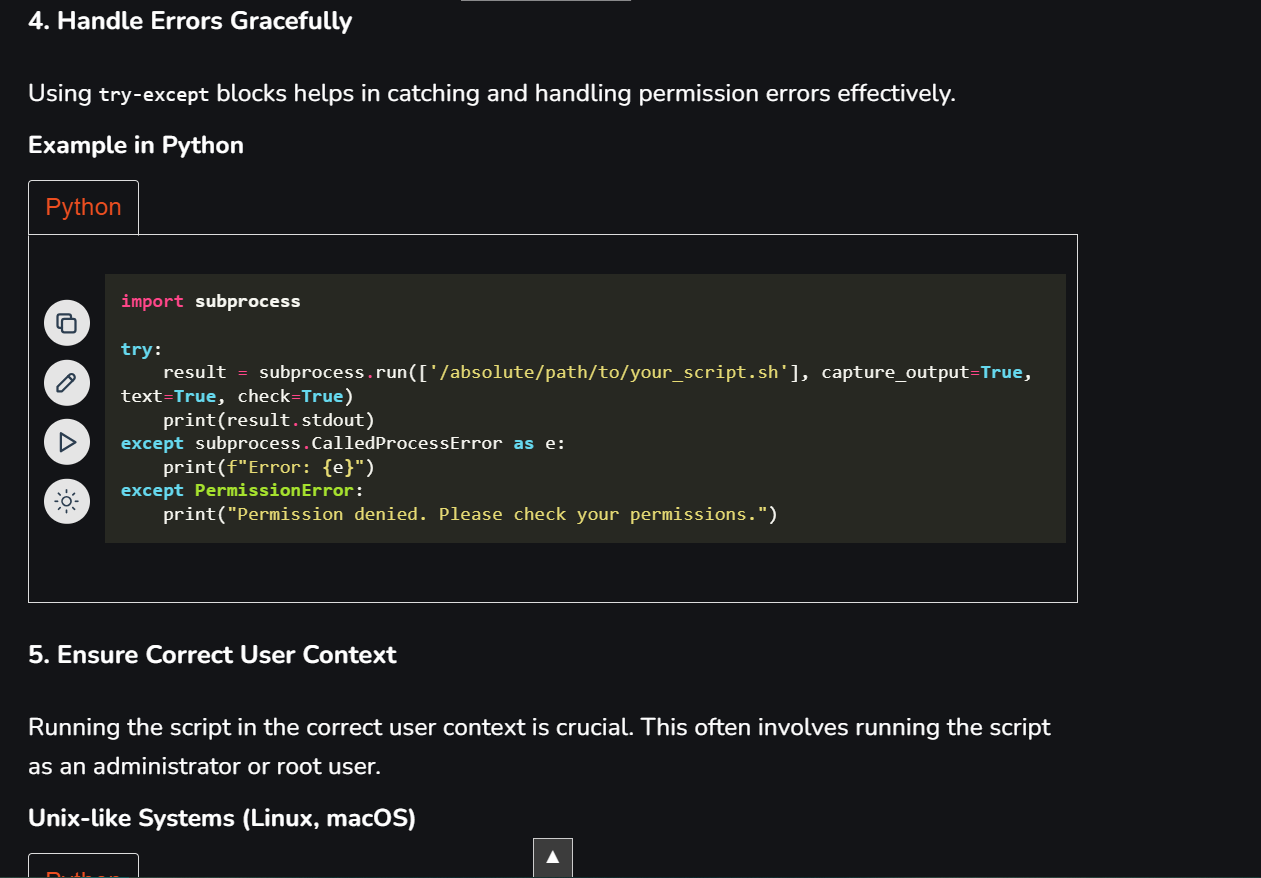 4. Handle Errors Gracefully
Using try-except blocks helps in catching and handling permission errors effectively.
Example in Python
Python
import subprocess
try:
    result = subprocess.run(['/absolute/path/to/your_script.sh'], capture_output=True,
text=True, check=True)
    print(result.stdout)
except subprocess.CalledProcessError as e:
    print(f"Error: {e}")
except PermissionError:
    print("Permission denied. Please check your permissions.")
5. Ensure Correct User Context
Running the script in the correct user context is crucial. This often involves running the script
as an administrator or root user.
Unix-like Systems (Linux, macOS)
Python